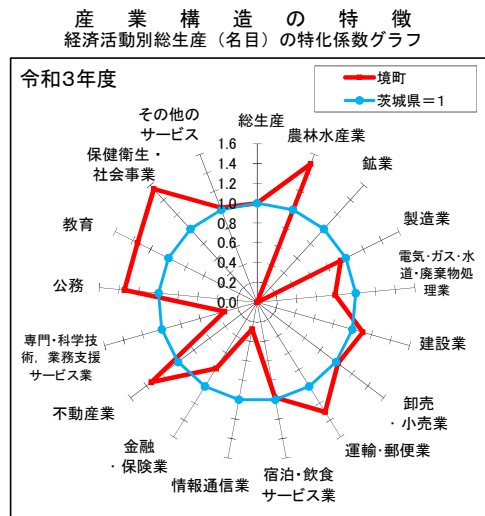 産業構造の特徴
経済活動別総生産（名目）の特化係数グラフ
令和3年度
境町
茨城県＝1
総生産
農林水産業
鉱業
製造業
電気・ガス・水
道・廃棄物処
理業
建設業
卸売
・小売業
運輸・郵便業
宿泊・飲食
サービス業
情報通信業
金融
・保険業
不動産業
専門・科学技
術，業務支援
サービス業
公務
教育
保健衛生・
社会事業
その他の
サービス
1.6
1.4
1.2
1.0
0.8
0.6
0.4
0.2
0.0